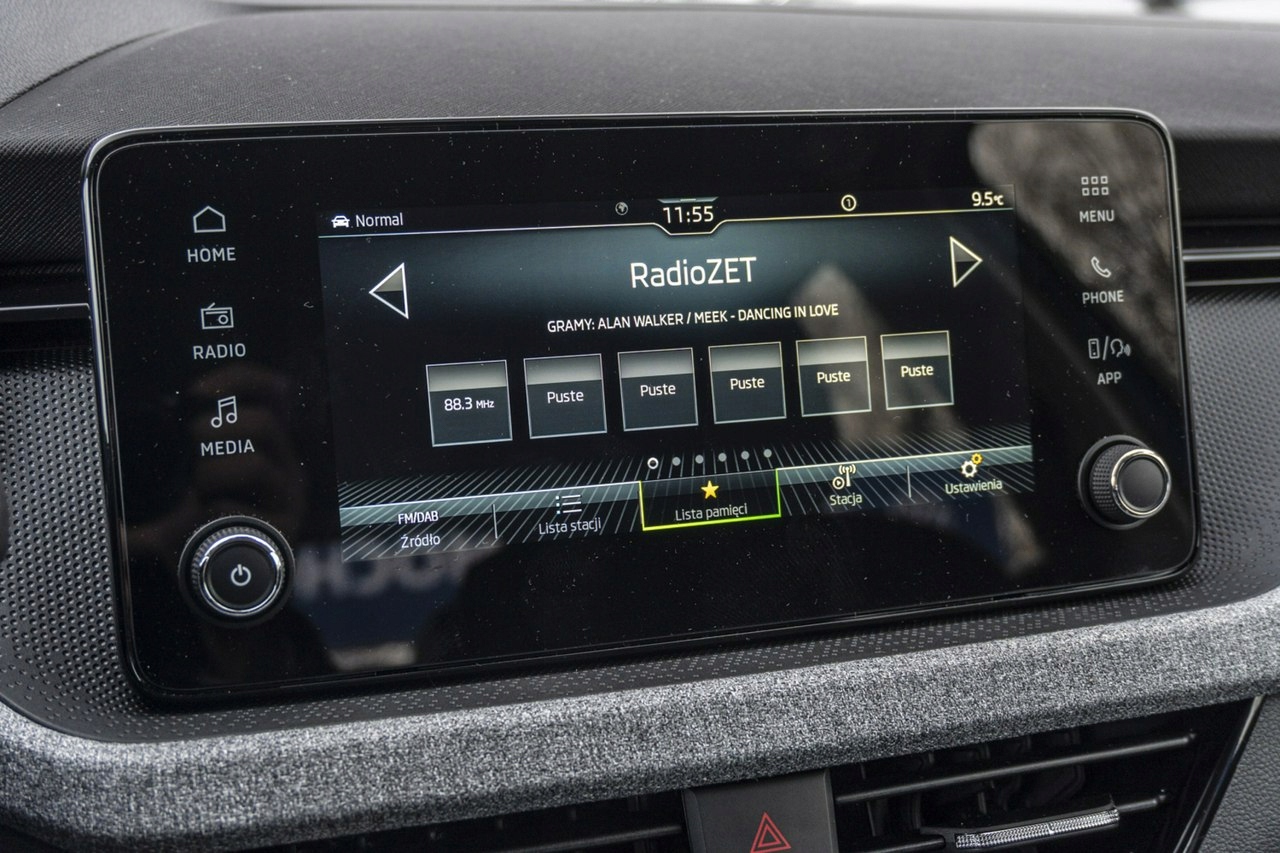 Normal
11:55
9.5°C
HOME
RADIO
MEDIA
MENU
PHONE
APP
RadioZET
GRAMY: ALAN WALKER / MEEK - DANCING IN LOVE
88.3 MHz
Puste
Puste
Puste
Puste
Puste
FM/DAB
Źródło
Lista stacji
Lista pamięci
Stacja
Ustawienia